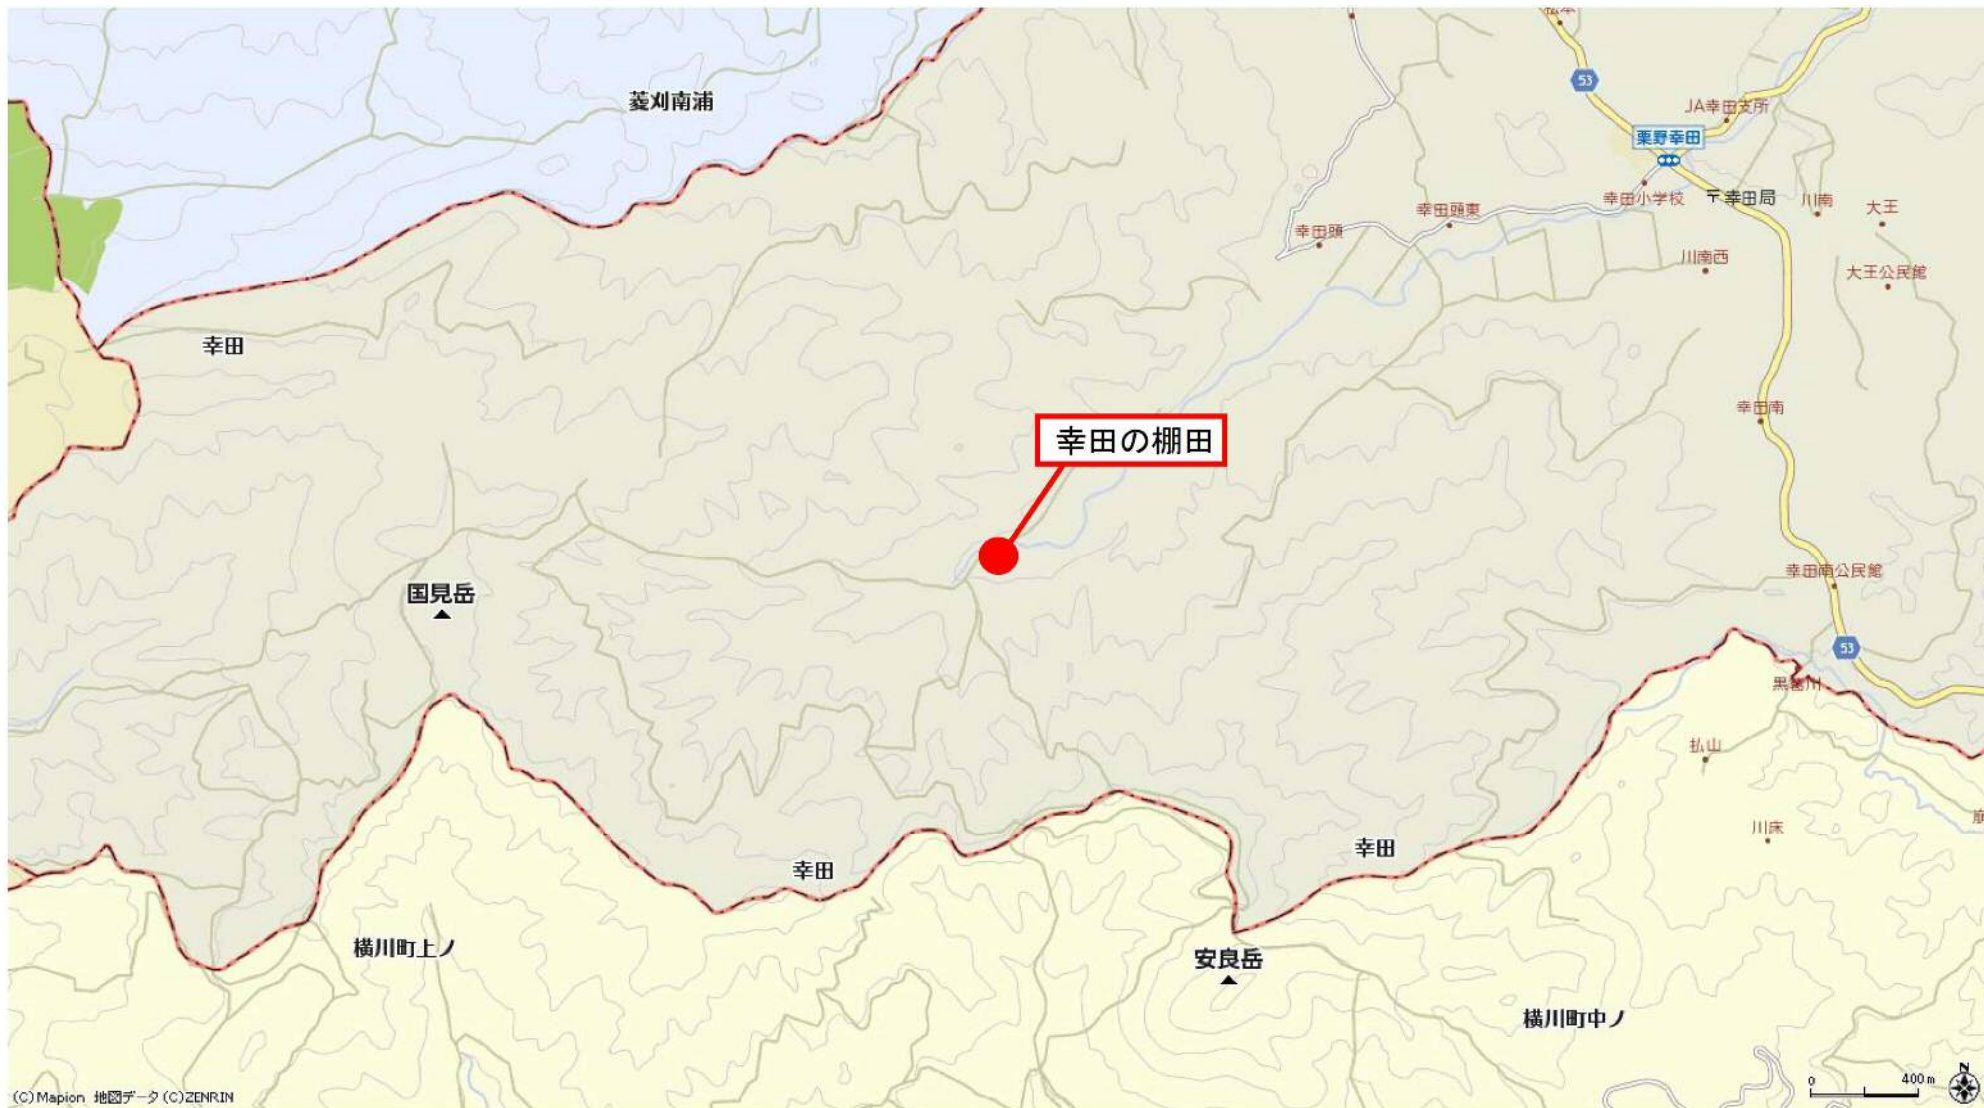 松本
53
菱刈南浦
JA幸田支所
栗野幸田
幸田小学校
〒幸田局
川南
大王
幸田頭東
幸田頭
川南西
大王公民館
幸田
幸田南
幸田の棚田
幸田南公民館
国見岳
53
黒葛川
払山
川床
幸田
幸田
横川町上ノ
安良岳
横川町中ノ
0 400m
N
(C)Mapion 地図データ (C)ZENRIN